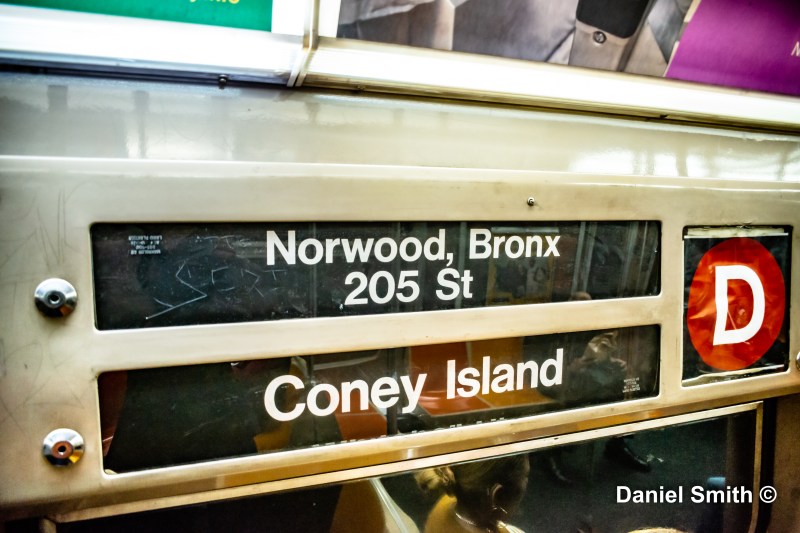 Norwood, Bronx
205 St
D
Coney Island
Daniel Smith ©